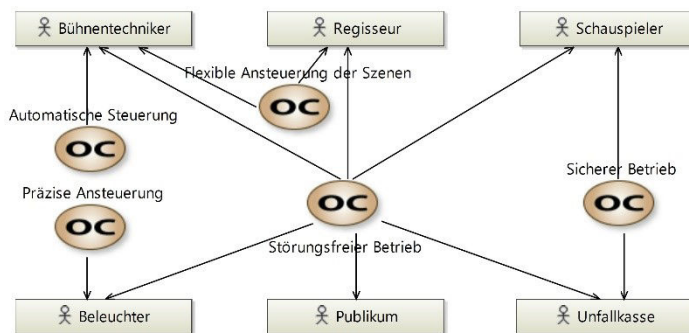 Bühnentechniker
Regisseur
Schauspieler
Flexible Ansteuerung der Szenen
OC
Automatische Steuerung
OC
Präzise Ansteuerung
Sicherer Betrieb
OC
OC
OC
Störungsfreier Betrieb
Beleuchter
Publikum
Unfallkasse